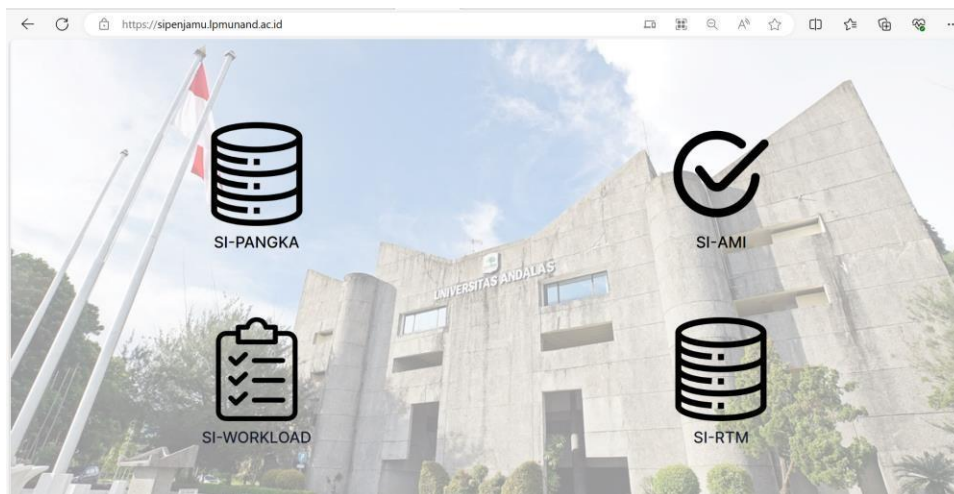 https://sipenjamu.lpmunand.ac.id
SI-PANGKA
SI-AMI
UNIVERSITAS ANDALAS
SI-WORKLOAD
SI-RTM